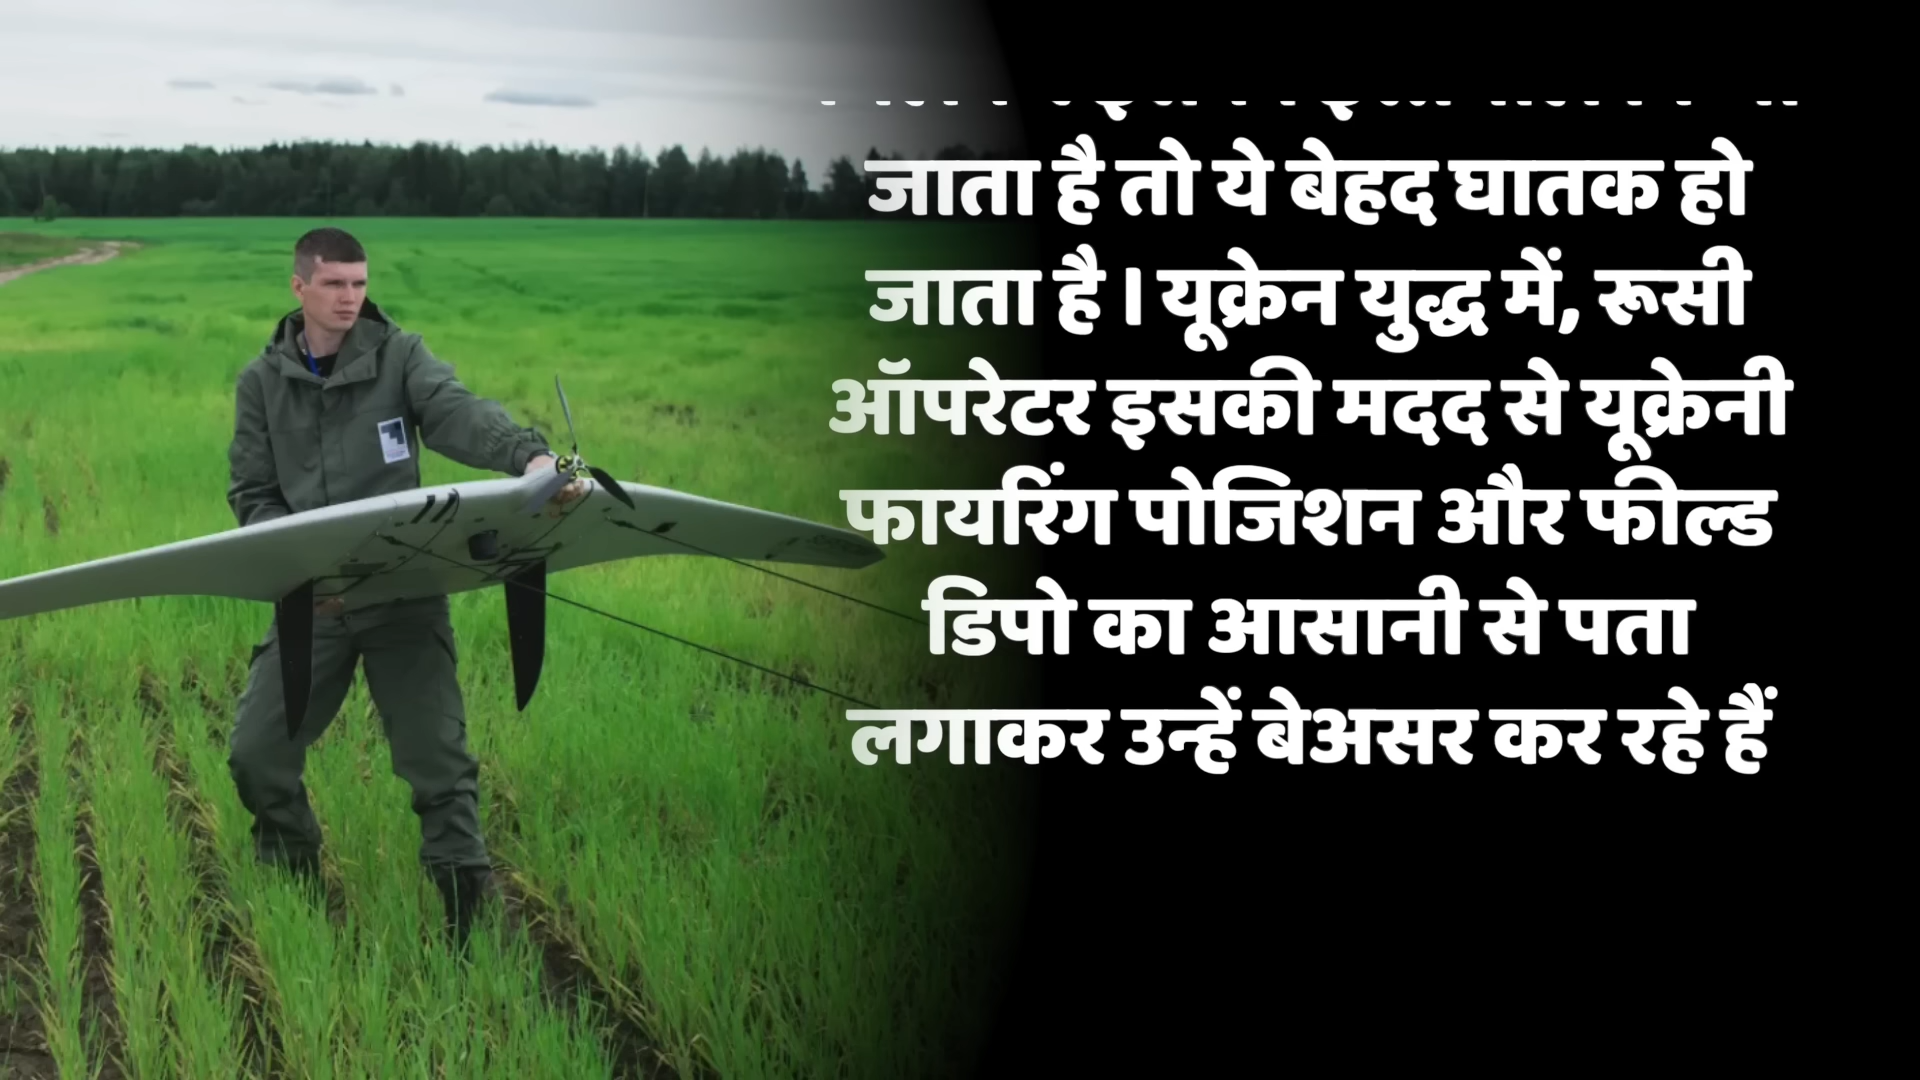 जाता है तो ये बेहद घातक हो
जाता है । यूक्रेन युद्ध में, रूसी
ऑपरेटर इसकी मदद से यूक्रेनी
फायरिंग पोजिशन और फील्ड
डिपो का आसानी से पता
लगाकर उन्हें बेअसर कर रहे हैं